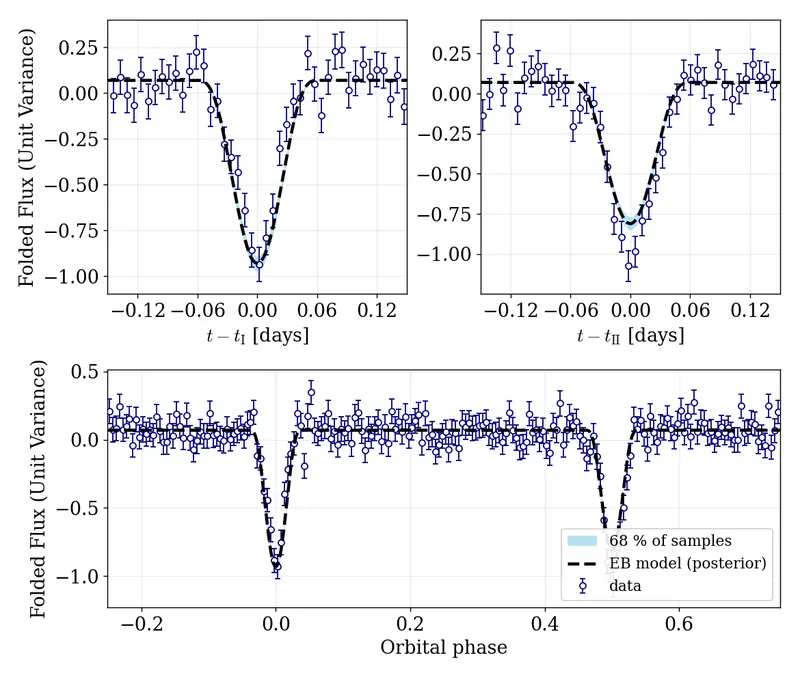 Folded Flux (Unit Variance)
0.25
0.00
−0.25
−0.50
−0.75
−1.00
−0.12 −0.06 0.00 0.06 0.12
t − tI [days]
0.25
0.00
−0.25
−0.50
−0.75
−1.00
−0.12 −0.06 0.00 0.06 0.12
t − tII [days]
Folded Flux (Unit Variance)
0.5
0.0
−0.5
−1.0
68 % of samples
EB model (posterior)
data
−0.2 0.0 0.2 0.4 0.6
Orbital phase